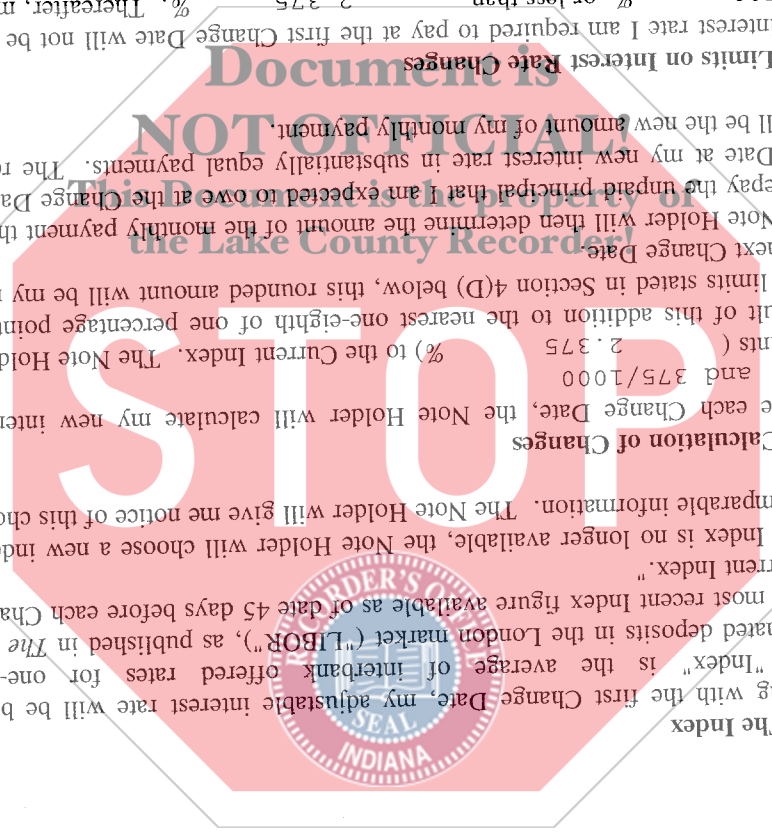 The Index
g with the first Change Date, my adjustable interest rate will be b
"Index" is the average of interbank offered rates for one-
nated deposits in the London market ("LIBOR"), as published in The
most recent Index figure available as of date 45 days before each Cha
rrent Index."
Index is no longer available, the Note Holder will choose a new inde
mparable information. The Note Holder will give me notice of this cho
Calculation of Changes
e each Change Date, the Note Holder will calculate my new inter
and 375/1000
nts ( 2.375 %) to the Current Index. The Note Hold
ult of this addition to the nearest one-eighth of one percentage point
limits stated in Section 4(D) below, this rounded amount will be my
next Change Date.
Note Holder will then determine the amount of the monthly payment th
epay the unpaid principal that I am expected to owe at the Change Da
Date at my new interest rate in substantially equal payments. The re
ll be the new amount of my monthly payment.
Limits on Interest Rate Changes
interest rate I am required to pay at the first Change Date will not be
% or less than 2.375 %. Thereafter, m
Document is
NOT OFFICIAL!
This Document is the property of
the Lake County Recorder!
STOP
RECORDER'S OFFICE
SEAL
INDIANA